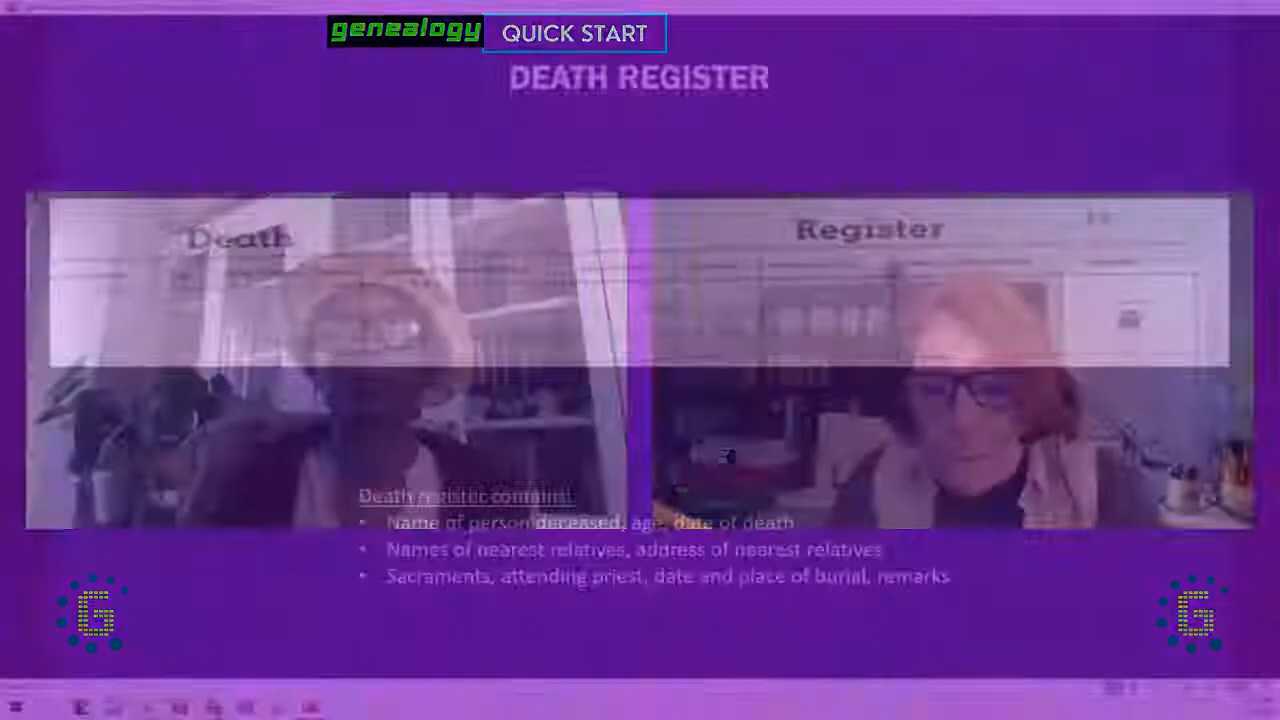 genealogy QUICK START
DEATH REGISTER
Death Register
Death register contains:
• Name of person deceased, age, date of death
• Names of nearest relatives, address of nearest relatives
• Sacraments, attending priest, date and place of burial, remarks
G G